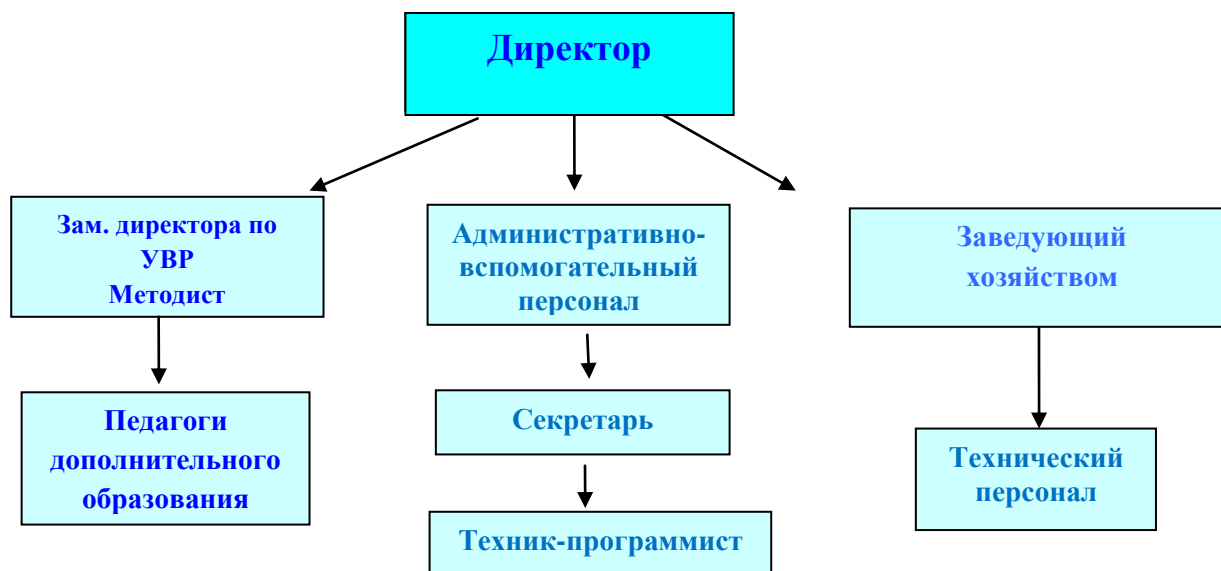 Директор
Зам. директора по
УВР
Методист
Административно-
вспомогательный
персонал
Заведующий
хозяйством
Педагоги
дополнительного
образования
Секретарь
Технический
персонал
Техник-программист